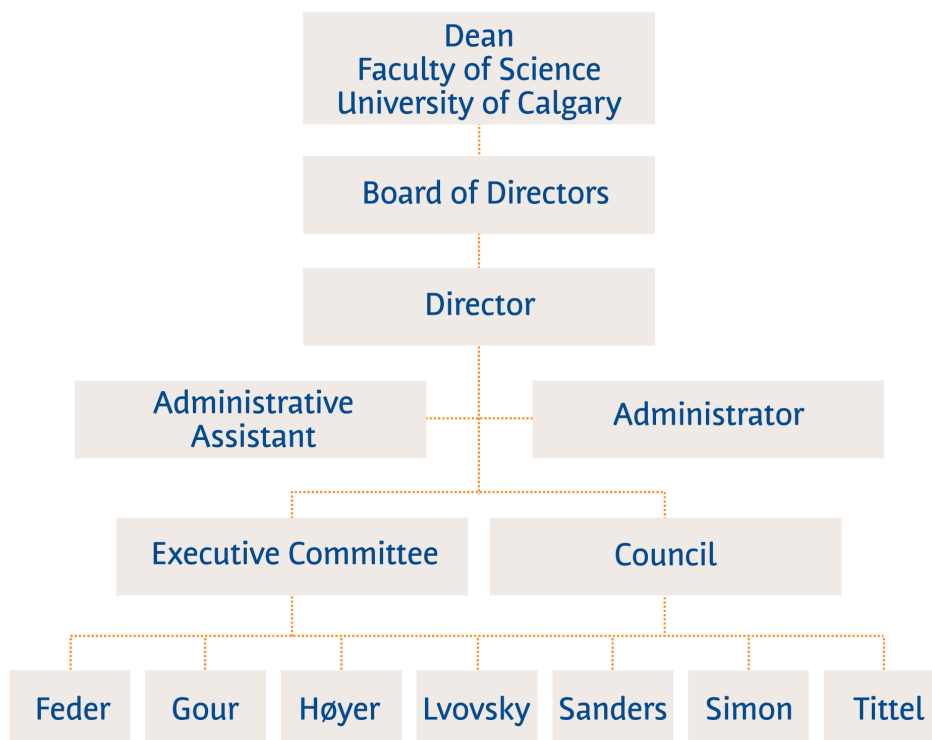 Dean
Faculty of Science
University of Calgary
Board of Directors
Director
Administrative
Assistant
Administrator
Executive Committee
Council
Feder
Gour
Høyer
Lvovsky
Sanders
Simon
Tittel